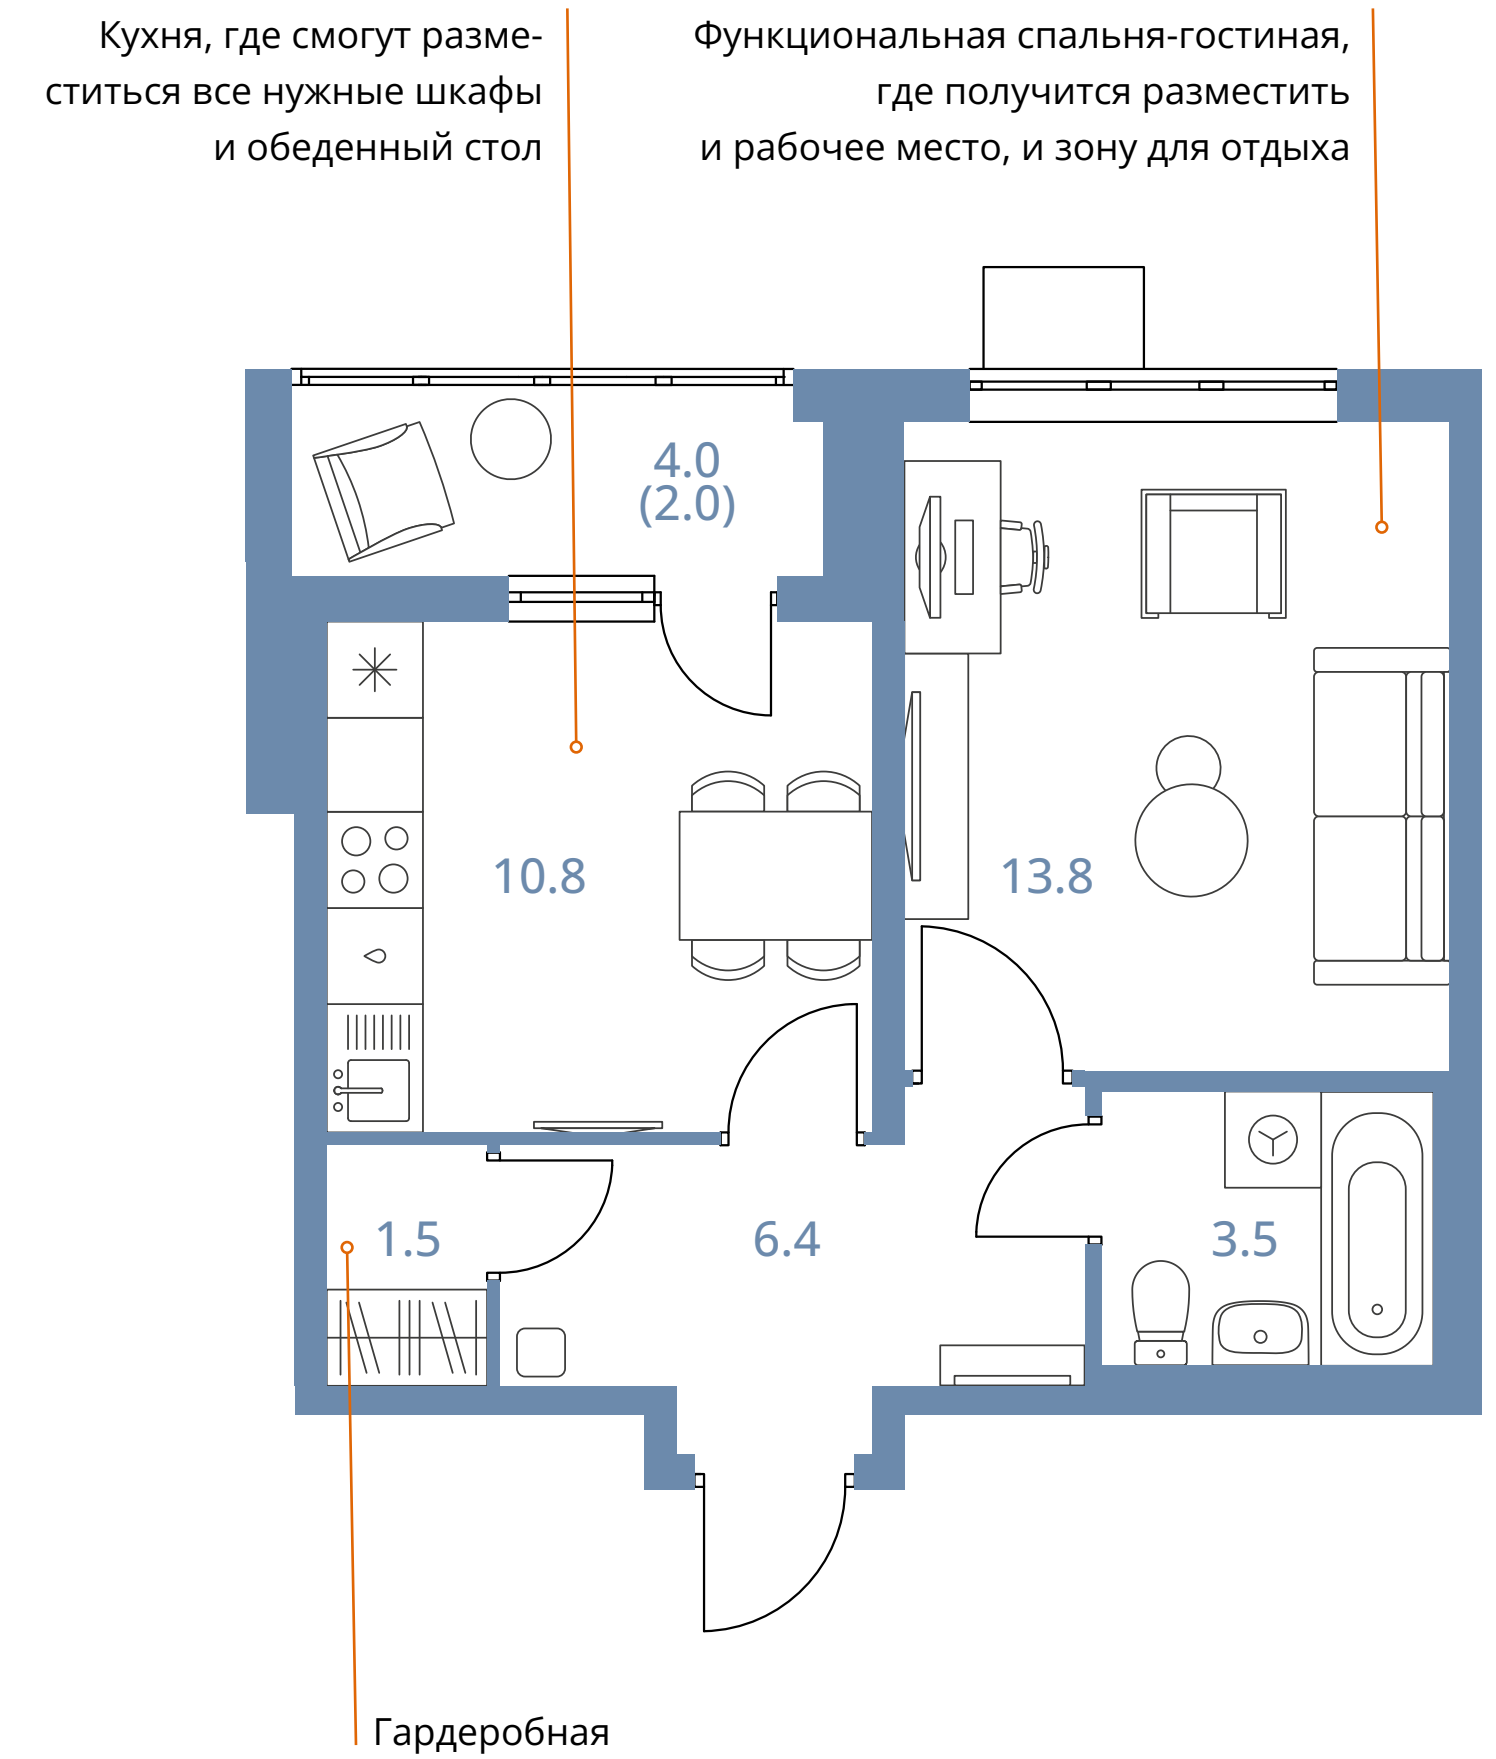 Кухня, где смогут разме-
ститься все нужные шкафы
и обеденный стол
Функциональная спальня-гостиная,
где получится разместить
и рабочее место, и зону для отдыха
4.0
(2.0)
10.8
13.8
1.5
6.4
3.5
Гардеробная